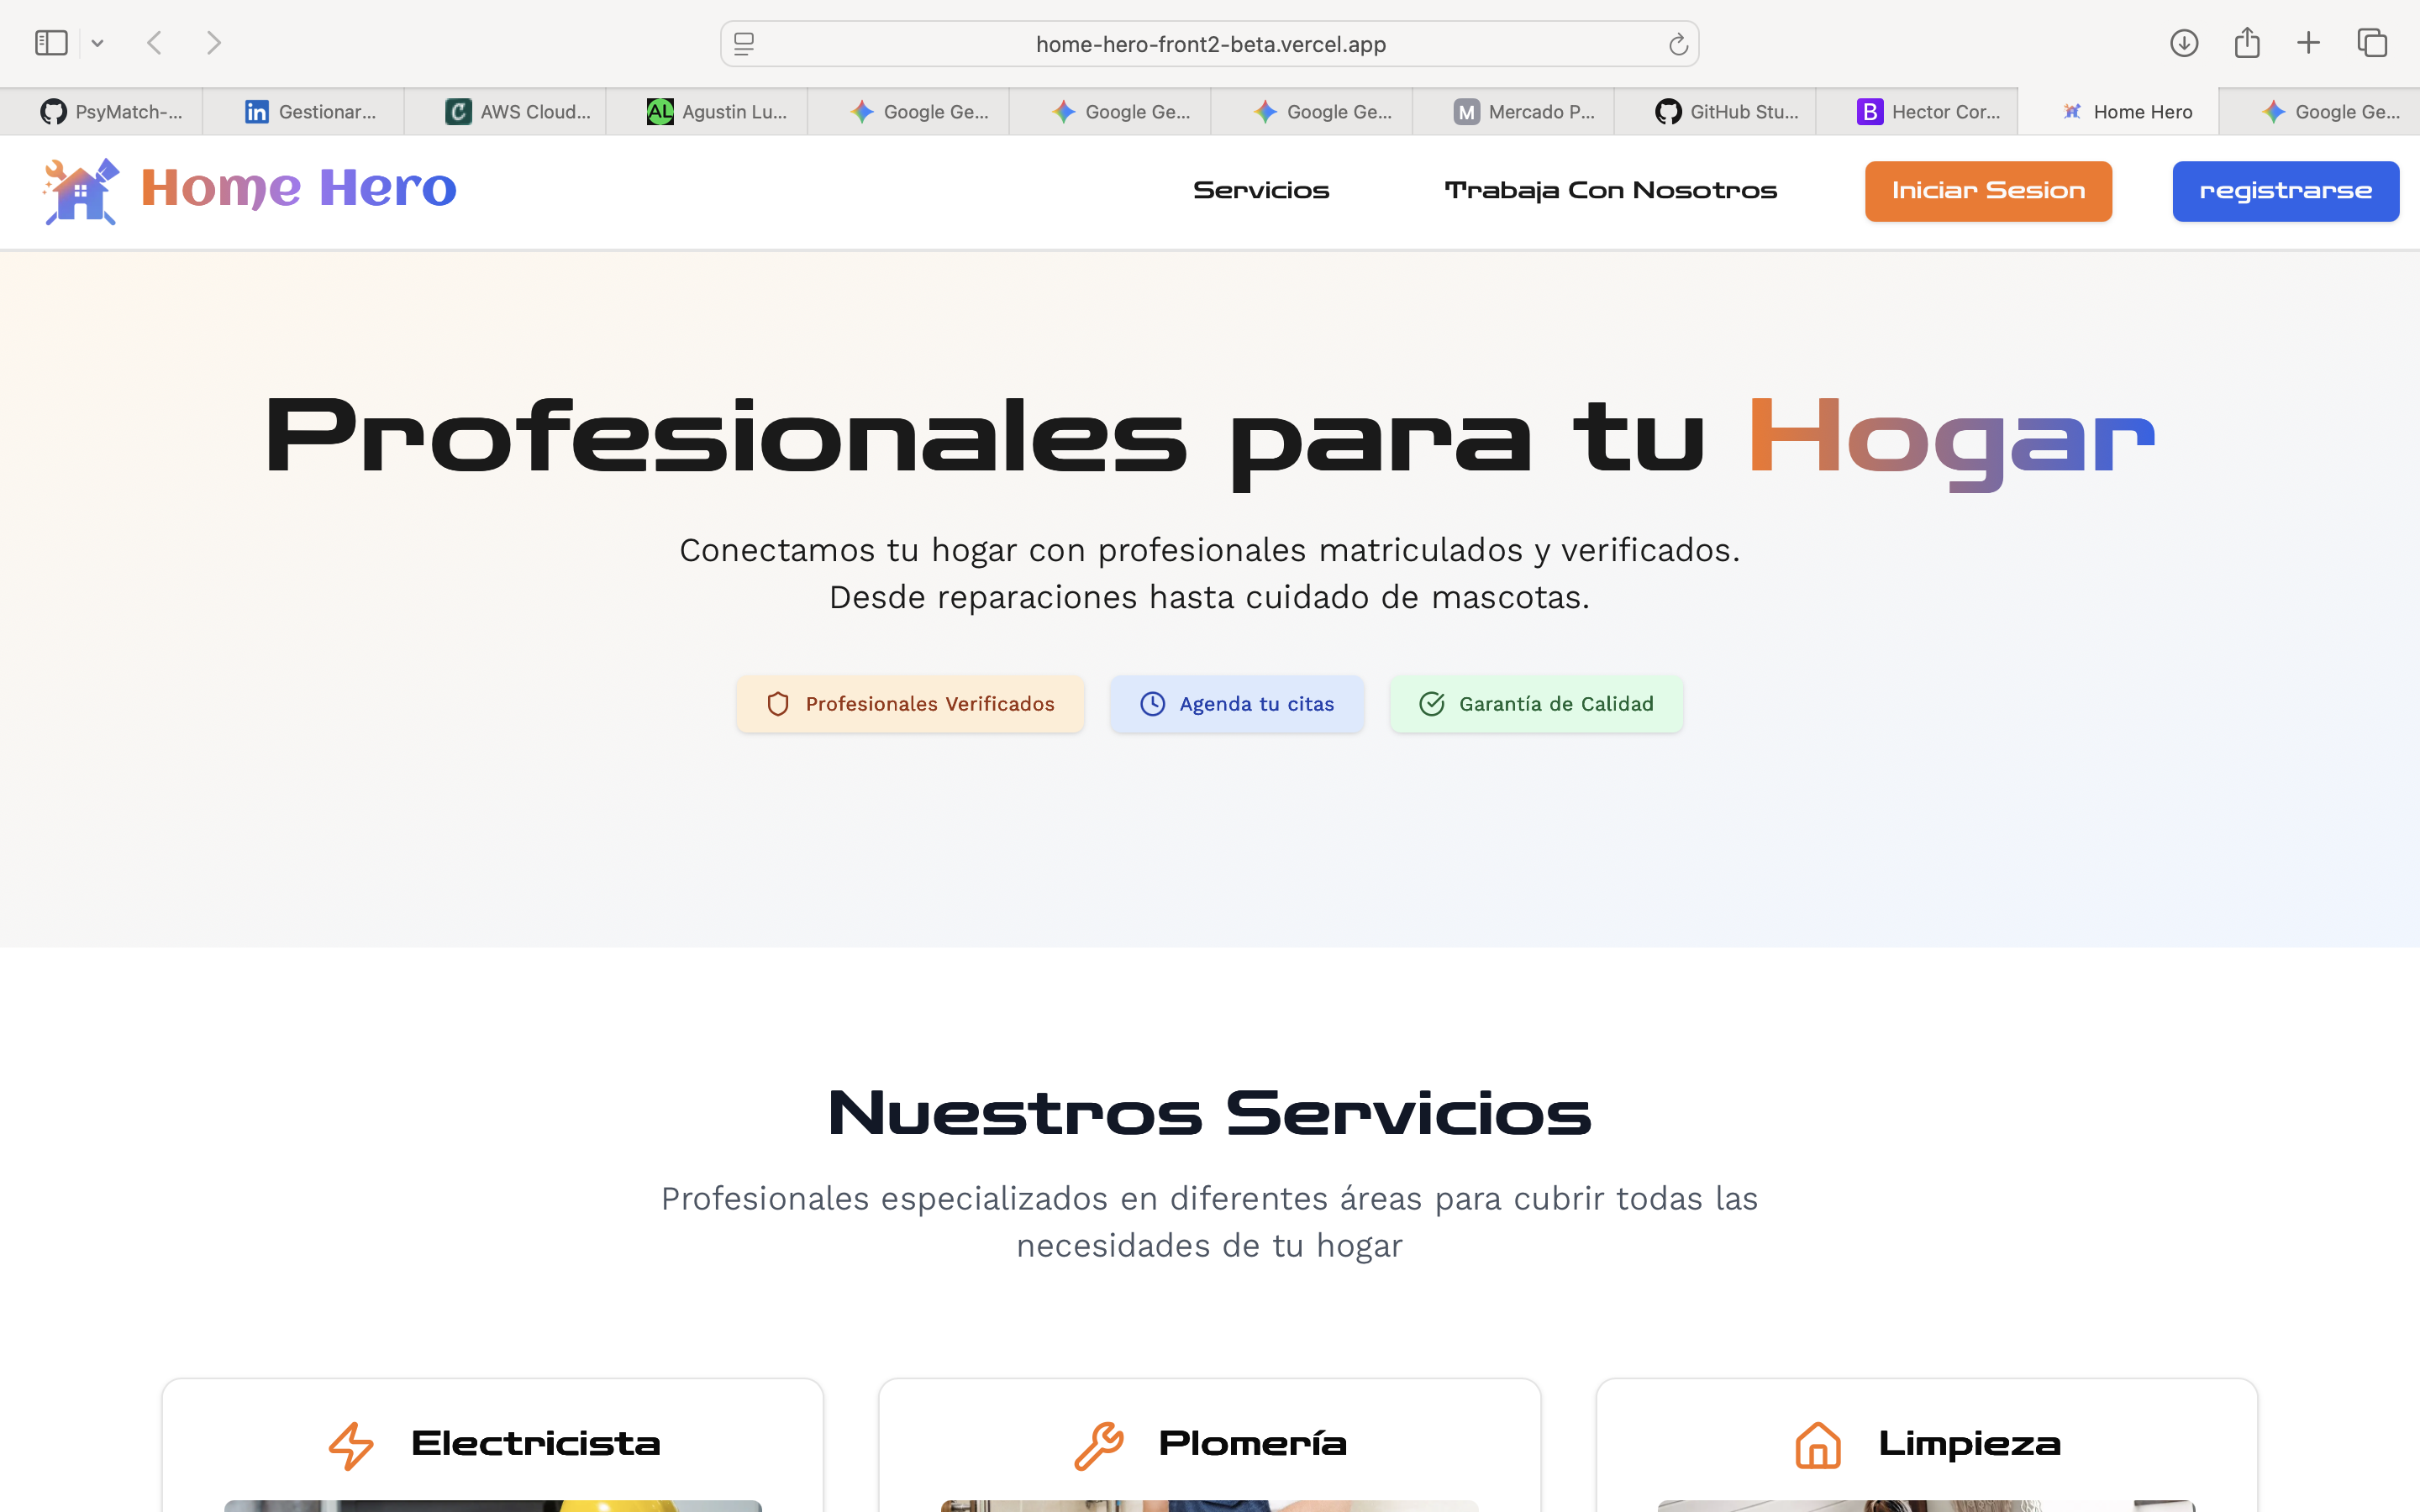 home-hero-front2-beta.vercel.app
PsyMatch-...
Gestionar...
AWS Cloud...
AL Agustin Lu...
Google Ge...
Google Ge...
Google Ge...
M Mercado P...
GitHub Stu...
B Hector Cor...
Home Hero
Google Ge...
Home Hero
Servicios
Trabaja Con Nosotros
Iniciar Sesion
registrarse
Profesionales para tu Hogar
Conectamos tu hogar con profesionales matriculados y verificados.
Desde reparaciones hasta cuidado de mascotas.
Profesionales Verificados
Agenda tu citas
Garantía de Calidad
Nuestros Servicios
Profesionales especializados en diferentes áreas para cubrir todas las
necesidades de tu hogar
Electricista
Plomería
Limpieza